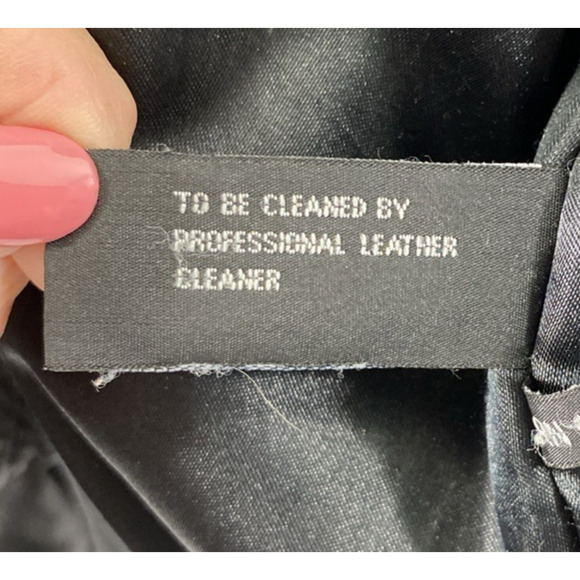 TO BE CLEANED BY
PROFESSIONAL LEATHER
CLEANER